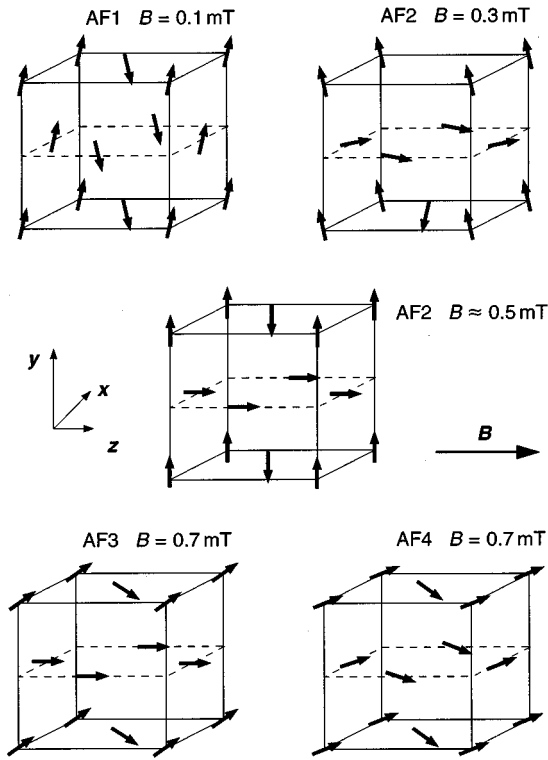 AF1 B = 0.1 mT
AF2 B = 0.3 mT
AF2 B ≈ 0.5 mT
y
x
z
B
AF3 B = 0.7 mT
AF4 B = 0.7 mT